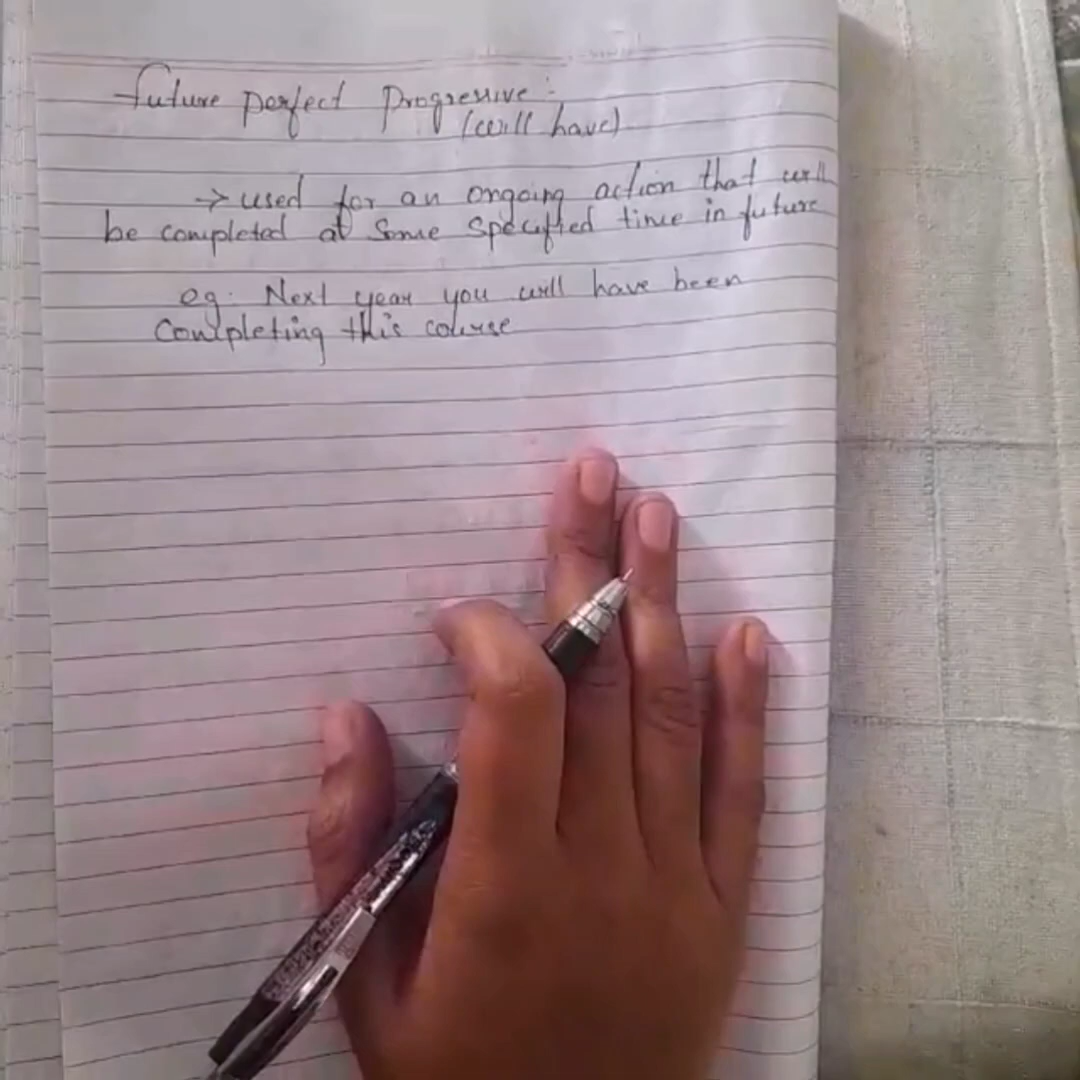 Future perfect Progressive :-
(will have)
→ used for an ongoing action that will
be completed at Some Specified time in future
eg. Next year you will have been
Completing this course